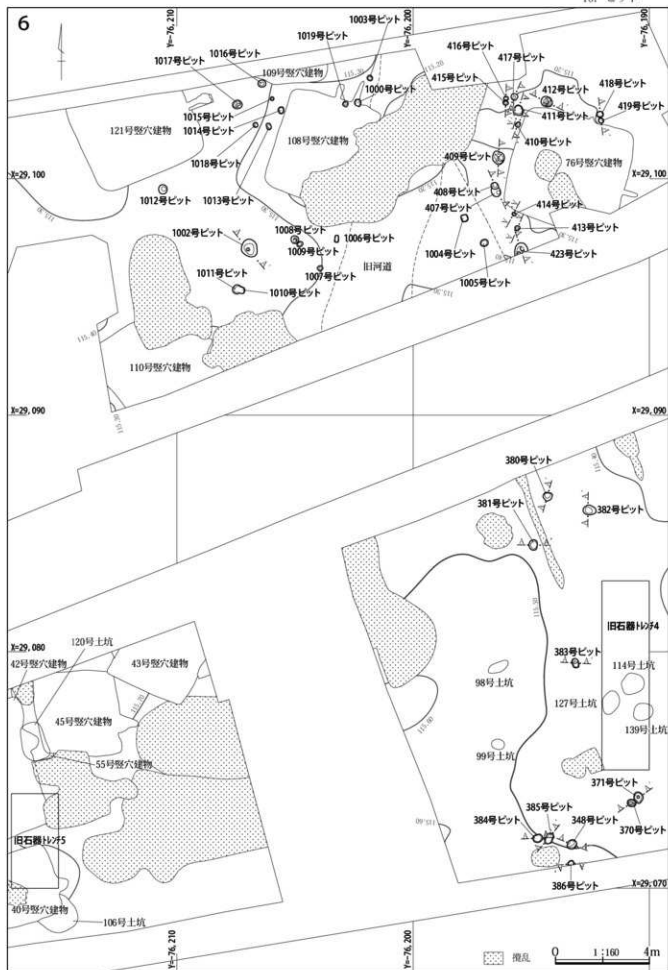 6
Y=-76,210
Y=-76,200
Y=-76,190
1003号ピット
1019号ピット
1016号ピット
1017号ピット
109号竪穴建物
115.30
1000号ピット
115.20
416号ピット
417号ピット
415号ピット
412号ピット
418号ピット
411号ピット
419号ピット
1015号ピット
1014号ピット
121号竪穴建物
108号竪穴建物
410号ピット
1018号ピット
409号ピット
76号竪穴建物
X=29,100
X=29,100
1012号ピット
1013号ピット
408号ピット
407号ピット
414号ピット
413号ピット
1002号ピット
1008号ピット
1009号ピット
1006号ピット
1004号ピット
旧河道
1007号ピット
1005号ピット
423号ピット
1011号ピット
1010号ピット
115.40
110号竪穴建物
X=29,090
X=29,090
380号ピット
381号ピット
382号ピット
X=29,080
X=29,080
旧石器トレンチ4
120号土坑
42号竪穴建物
43号竪穴建物
383号ピット
114号土坑
98号土坑
127号土坑
139号土坑
45号竪穴建物
99号土坑
55号竪穴建物
371号ピット
旧石器トレンチ5
385号ピット
384号ピット
348号ピット
370号ピット
115.60
386号ピット
X=29,070
40号竪穴建物
106号土坑
Y=-76,210
Y=-76,200
Y=-76,190
撹乱
0
1:160
4m